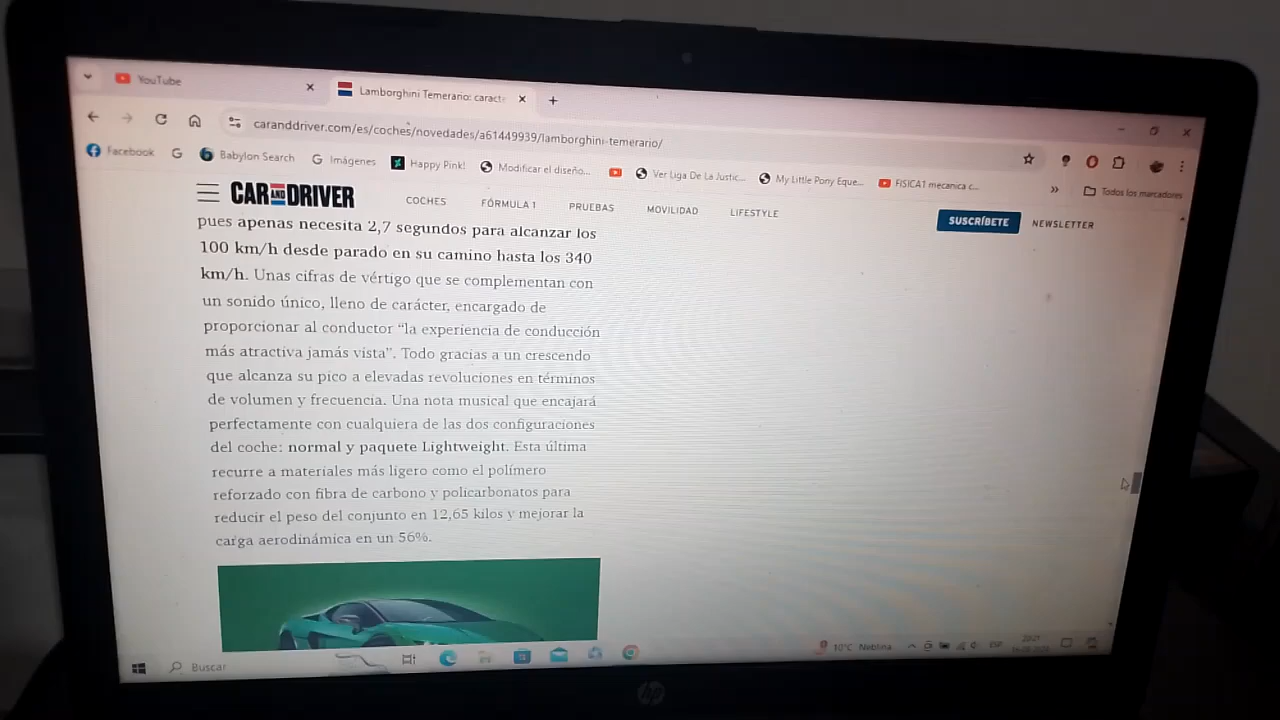 YouTube
Lamborghini Temerario: caract
caranddriver.com/es/coches/novedades/a61449939/lamborghini-temerario/
Facebook
Babylon Search
Imágenes
Happy Pink!
Modificar el diseño...
Ver Liga De La Justic...
My Little Pony Eque...
FISICA1 mecanica c...
»
Todos los marcadores
CAR AND DRIVER
COCHES
FÓRMULA 1
PRUEBAS
MOVILIDAD
LIFESTYLE
SUSCRÍBETE
NEWSLETTER
pues apenas necesita 2,7 segundos para alcanzar los
100 km/h desde parado en su camino hasta los 340
km/h. Unas cifras de vértigo que se complementan con
un sonido único, lleno de carácter, encargado de
proporcionar al conductor “la experiencia de conducción
más atractiva jamás vista”. Todo gracias a un crescendo
que alcanza su pico a elevadas revoluciones en términos
de volumen y frecuencia. Una nota musical que encajará
perfectamente con cualquiera de las dos configuraciones
del coche: normal y paquete Lightweight. Esta última
recurre a materiales más ligero como el polímero
reforzado con fibra de carbono y policarbonatos para
reducir el peso del conjunto en 12,65 kilos y mejorar la
carga aerodinámica en un 56%.
Buscar
10°C Neblina
ESP
hp